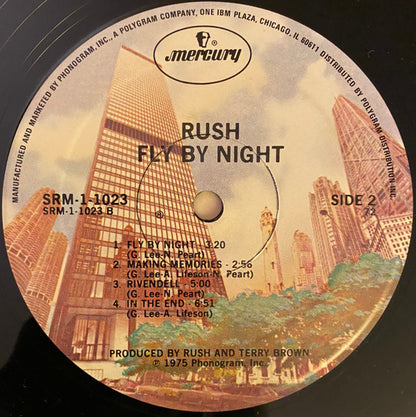 MANUFACTURED AND MARKETED BY PHONOGRAM, INC., A POLYGRAM COMPANY, ONE IBM PLAZA, CHICAGO, IL 60611 DISTRIBUTED BY POLYGRAM DISTRIBUTION, INC.
mercury
RUSH
FLY BY NIGHT
SRM-1-1023
SRM-1-1023 B
SIDE 2
72
1. FLY BY NIGHT - 3:20
(G. Lee-N. Peart)
2. MAKING MEMORIES - 2:56
(G. Lee-A. Lifeson-N. Peart)
3. RIVENDELL - 5:00
(G. Lee-N. Peart)
4. IN THE END - 6:51
(G. Lee-A. Lifeson)
PRODUCED BY RUSH AND TERRY BROWN
℗ 1975 Phonogram, Inc.